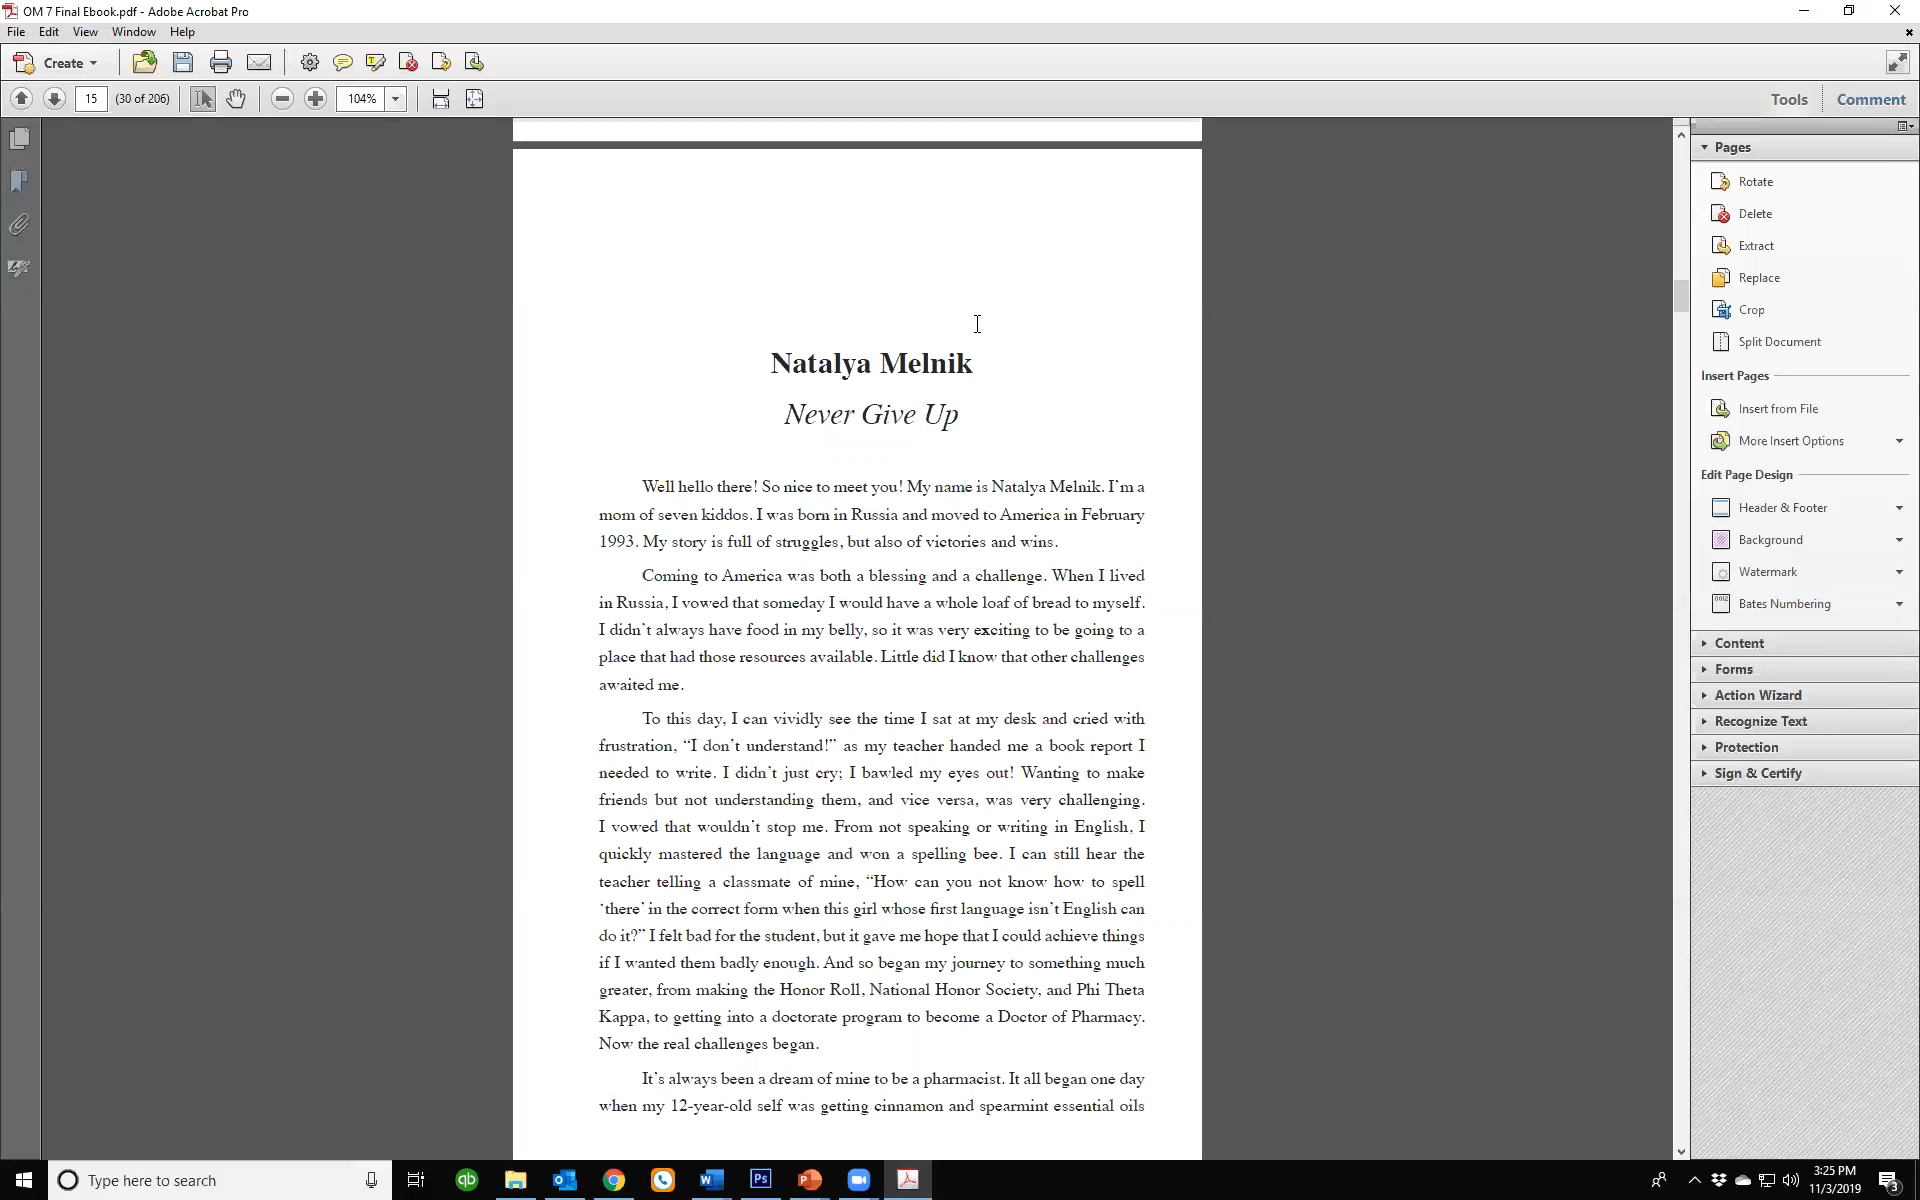 OM 7 Final Ebook.pdf - Adobe Acrobat Pro
File Edit View Window Help
Create
15 (30 of 206) 104% Tools Comment
Natalya Melnik
Never Give Up
Well hello there! So nice to meet you! My name is Natalya Melnik. I’m a
mom of seven kiddos. I was born in Russia and moved to America in February
1993. My story is full of struggles, but also of victories and wins.
Coming to America was both a blessing and a challenge. When I lived
in Russia, I vowed that someday I would have a whole loaf of bread to myself.
I didn’t always have food in my belly, so it was very exciting to be going to a
place that had those resources available. Little did I know that other challenges
awaited me.
To this day, I can vividly see the time I sat at my desk and cried with
frustration, “I don’t understand!” as my teacher handed me a book report I
needed to write. I didn’t just cry; I bawled my eyes out! Wanting to make
friends but not understanding them, and vice versa, was very challenging.
I vowed that wouldn’t stop me. From not speaking or writing in English, I
quickly mastered the language and won a spelling bee. I can still hear the
teacher telling a classmate of mine, “How can you not know how to spell
‘there’ in the correct form when this girl whose first language isn’t English can
do it?” I felt bad for the student, but it gave me hope that I could achieve things
if I wanted them badly enough. And so began my journey to something much
greater, from making the Honor Roll, National Honor Society, and Phi Theta
Kappa, to getting into a doctorate program to become a Doctor of Pharmacy.
Now the real challenges began.
It’s always been a dream of mine to be a pharmacist. It all began one day
when my 12-year-old self was getting cinnamon and spearmint essential oils
Pages
Rotate
Delete
Extract
Replace
Crop
Split Document
Insert Pages
Insert from File
More Insert Options
Edit Page Design
Header & Footer
Background
Watermark
Bates Numbering
Content
Forms
Action Wizard
Recognize Text
Protection
Sign & Certify
Type here to search
qb
Ps
3:25 PM
11/3/2019
3